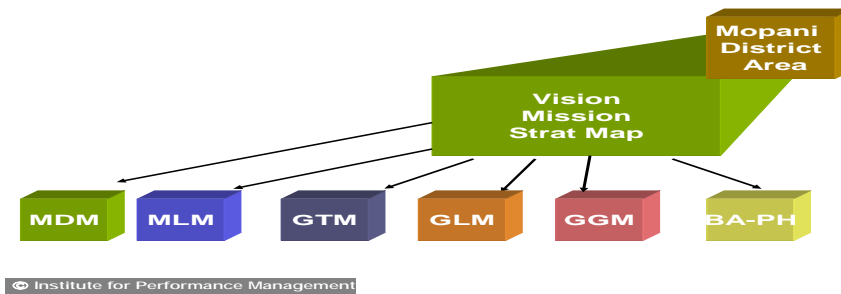 Mopani
District
Area
Vision
Mission
Strat Map
MDM
MLM
GTM
GLM
GGM
BA-PH
© Institute for Performance Management